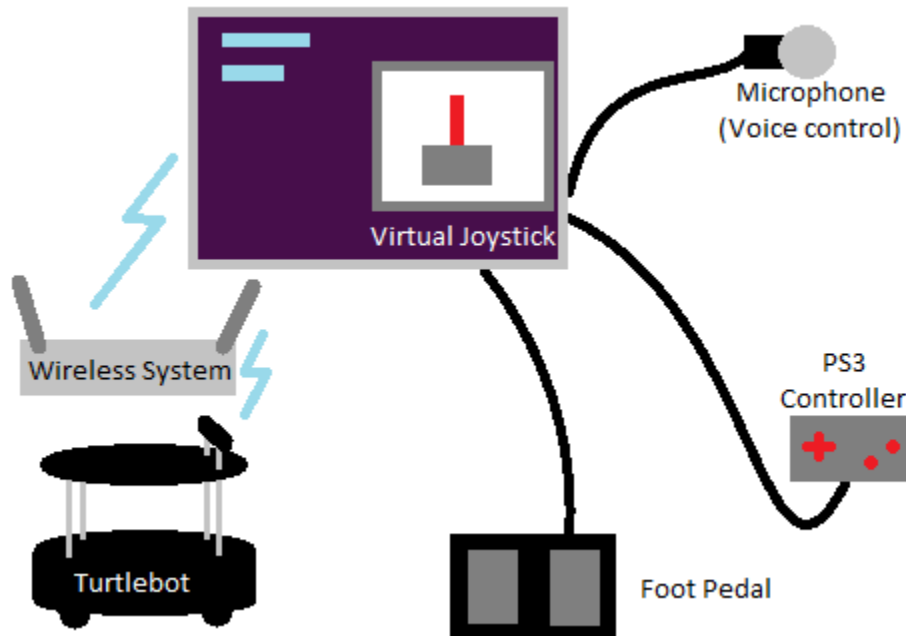 Microphone
(Voice control)
Virtual Joystick
Wireless System
PS3
Controller
Turtlebot
Foot Pedal